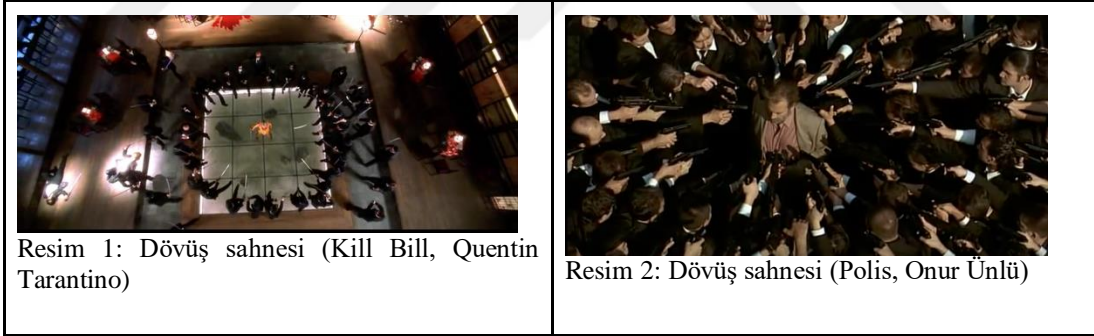 Resim 1: Dövüş sahnesi (Kill Bill, Quentin
Tarantino)
Resim 2: Dövüş sahnesi (Polis, Onur Ünlü)